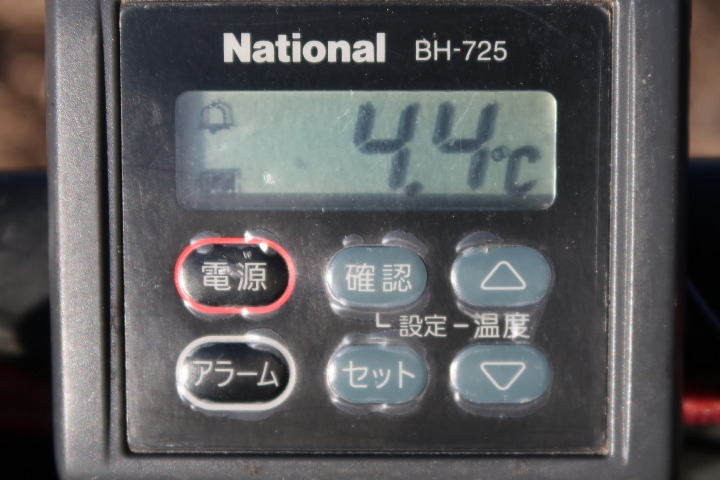 National BH-725
4.4°C
電源 確認
設定 - 温度
アラーム セット